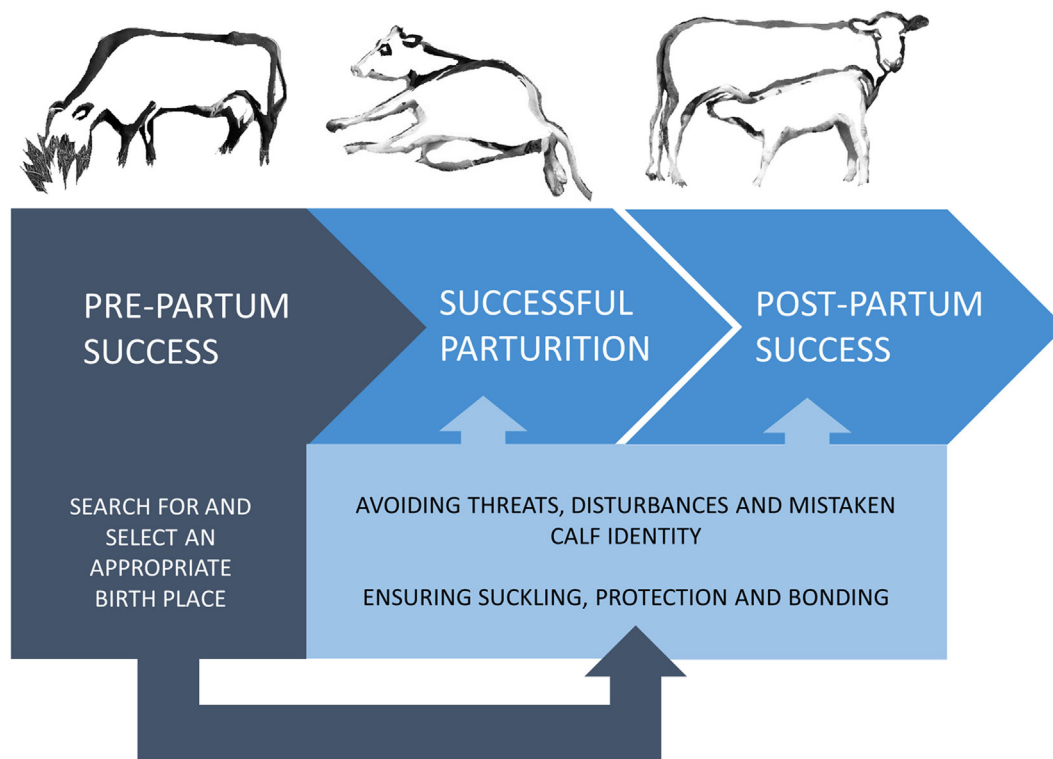 PRE-PARTUM
SUCCESS
SUCCESSFUL
PARTURITION
POST-PARTUM
SUCCESS
SEARCH FOR AND
SELECT AN
APPROPRIATE
BIRTH PLACE
AVOIDING THREATS, DISTURBANCES AND MISTAKEN
CALF IDENTITY
ENSURING SUCKLING, PROTECTION AND BONDING